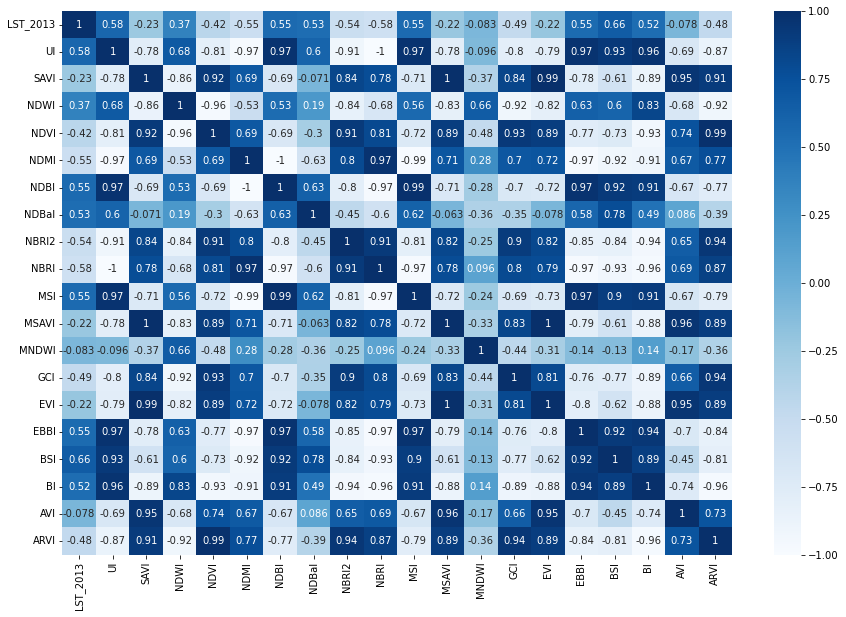 LST_2013 1 0.58 -0.23 0.37 -0.42 -0.55 0.55 0.53 -0.54 -0.58 0.55 -0.22 -0.083 -0.49 -0.22 0.55 0.66 0.52 -0.078 -0.48
UI 0.58 1 -0.78 0.68 -0.81 -0.97 0.97 0.6 -0.91 -1 0.97 -0.78 -0.096 -0.8 -0.79 0.97 0.93 0.96 -0.69 -0.87
SAVI -0.23 -0.78 1 -0.86 0.92 0.69 -0.69 -0.071 0.84 0.78 -0.71 1 -0.37 0.84 0.99 -0.78 -0.61 -0.89 0.95 0.91
NDWI 0.37 0.68 -0.86 1 -0.96 -0.53 0.53 0.19 -0.84 -0.68 0.56 -0.83 0.66 -0.92 -0.82 0.63 0.6 0.83 -0.68 -0.92
NDVI -0.42 -0.81 0.92 -0.96 1 0.69 -0.69 -0.3 0.91 0.81 -0.72 0.89 -0.48 0.93 0.89 -0.77 -0.73 -0.93 0.74 0.99
NDMI -0.55 -0.97 0.69 -0.53 0.69 1 -1 -0.63 0.8 0.97 -0.99 0.71 0.28 0.7 0.72 -0.97 -0.92 -0.91 0.67 0.77
NDBI 0.55 0.97 -0.69 0.53 -0.69 -1 1 0.63 -0.8 -0.97 0.99 -0.71 -0.28 -0.7 -0.72 0.97 0.92 0.91 -0.67 -0.77
NDBal 0.53 0.6 -0.071 0.19 -0.3 -0.63 0.63 1 -0.45 -0.6 0.62 -0.063 -0.36 -0.35 -0.078 0.58 0.78 0.49 0.086 -0.39
NBRI2 -0.54 -0.91 0.84 -0.84 0.91 0.8 -0.8 -0.45 1 0.91 -0.81 0.82 -0.25 0.9 0.82 -0.85 -0.84 -0.94 0.65 0.94
NBRI -0.58 -1 0.78 -0.68 0.81 0.97 -0.97 -0.6 0.91 1 -0.97 0.78 0.096 0.8 0.79 -0.97 -0.93 -0.96 0.69 0.87
MSI 0.55 0.97 -0.71 0.56 -0.72 -0.99 0.99 0.62 -0.81 -0.97 1 -0.72 -0.24 -0.69 -0.73 0.97 0.9 0.91 -0.67 -0.79
MSAVI -0.22 -0.78 1 -0.83 0.89 0.71 -0.71 -0.063 0.82 0.78 -0.72 1 -0.33 0.83 1 -0.79 -0.61 -0.88 0.96 0.89
MNDWI -0.083 -0.096 -0.37 0.66 -0.48 0.28 -0.28 -0.36 -0.25 0.096 -0.24 -0.33 1 -0.44 -0.31 -0.14 -0.13 0.14 -0.17 -0.36
GCI -0.49 -0.8 0.84 -0.92 0.93 0.7 -0.7 -0.35 0.9 0.8 -0.69 0.83 -0.44 1 0.81 -0.76 -0.77 -0.89 0.66 0.94
EVI -0.22 -0.79 0.99 -0.82 0.89 0.72 -0.72 -0.078 0.82 0.79 -0.73 1 -0.31 0.81 1 -0.8 -0.62 -0.88 0.95 0.89
EBBI 0.55 0.97 -0.78 0.63 -0.77 -0.97 0.97 0.58 -0.85 -0.97 0.97 -0.79 -0.14 -0.76 -0.8 1 0.92 0.94 -0.7 -0.84
BSI 0.66 0.93 -0.61 0.6 -0.73 -0.92 0.92 0.78 -0.84 -0.93 0.9 -0.61 -0.13 -0.77 -0.62 0.92 1 0.89 -0.45 -0.81
BI 0.52 0.96 -0.89 0.83 -0.93 -0.91 0.91 0.49 -0.94 -0.96 0.91 -0.88 0.14 -0.89 -0.88 0.94 0.89 1 -0.74 -0.96
AVI -0.078 -0.69 0.95 -0.68 0.74 0.67 -0.67 0.086 0.65 0.69 -0.67 0.96 -0.17 0.66 0.95 -0.7 -0.45 -0.74 1 0.73
ARVI -0.48 -0.87 0.91 -0.92 0.99 0.77 -0.77 -0.39 0.94 0.87 -0.79 0.89 -0.36 0.94 0.89 -0.84 -0.81 -0.96 0.73 1
LST_2013 UI SAVI NDWI NDVI NDMI NDBI NDBal NBRI2 NBRI MSI MSAVI MNDWI GCI EVI EBBI BSI BI AVI ARVI
1.00
0.75
0.50
0.25
0.00
−0.25
−0.50
−0.75
−1.00